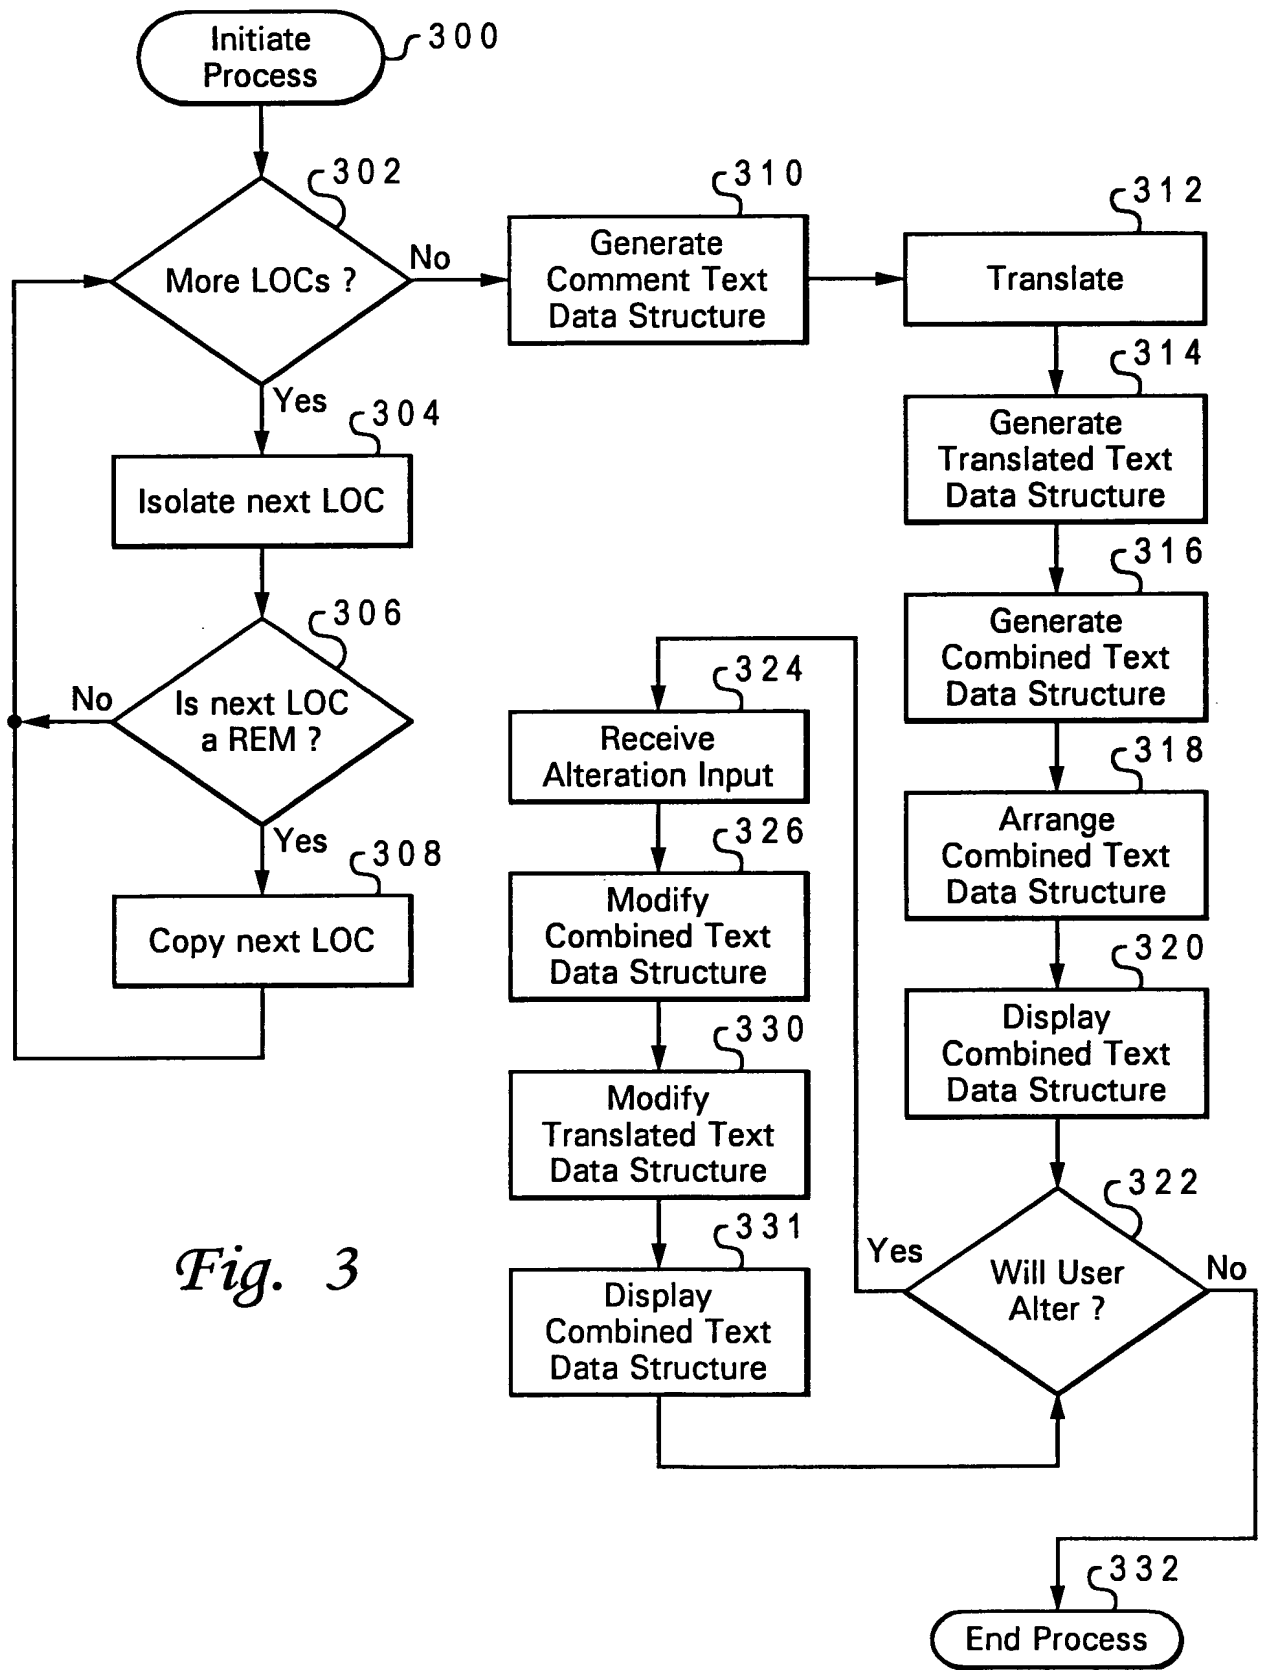 Initiate
Process
300
302
More LOCs ?
No
Yes
304
Isolate next LOC
306
Is next LOC
a REM ?
No
Yes
308
Copy next LOC
310
Generate
Comment Text
Data Structure
312
Translate
314
Generate
Translated Text
Data Structure
316
Generate
Combined Text
Data Structure
318
Arrange
Combined Text
Data Structure
320
Display
Combined Text
Data Structure
322
Will User
Alter ?
Yes
No
324
Receive
Alteration Input
326
Modify
Combined Text
Data Structure
330
Modify
Translated Text
Data Structure
331
Display
Combined Text
Data Structure
332
End Process
Fig. 3